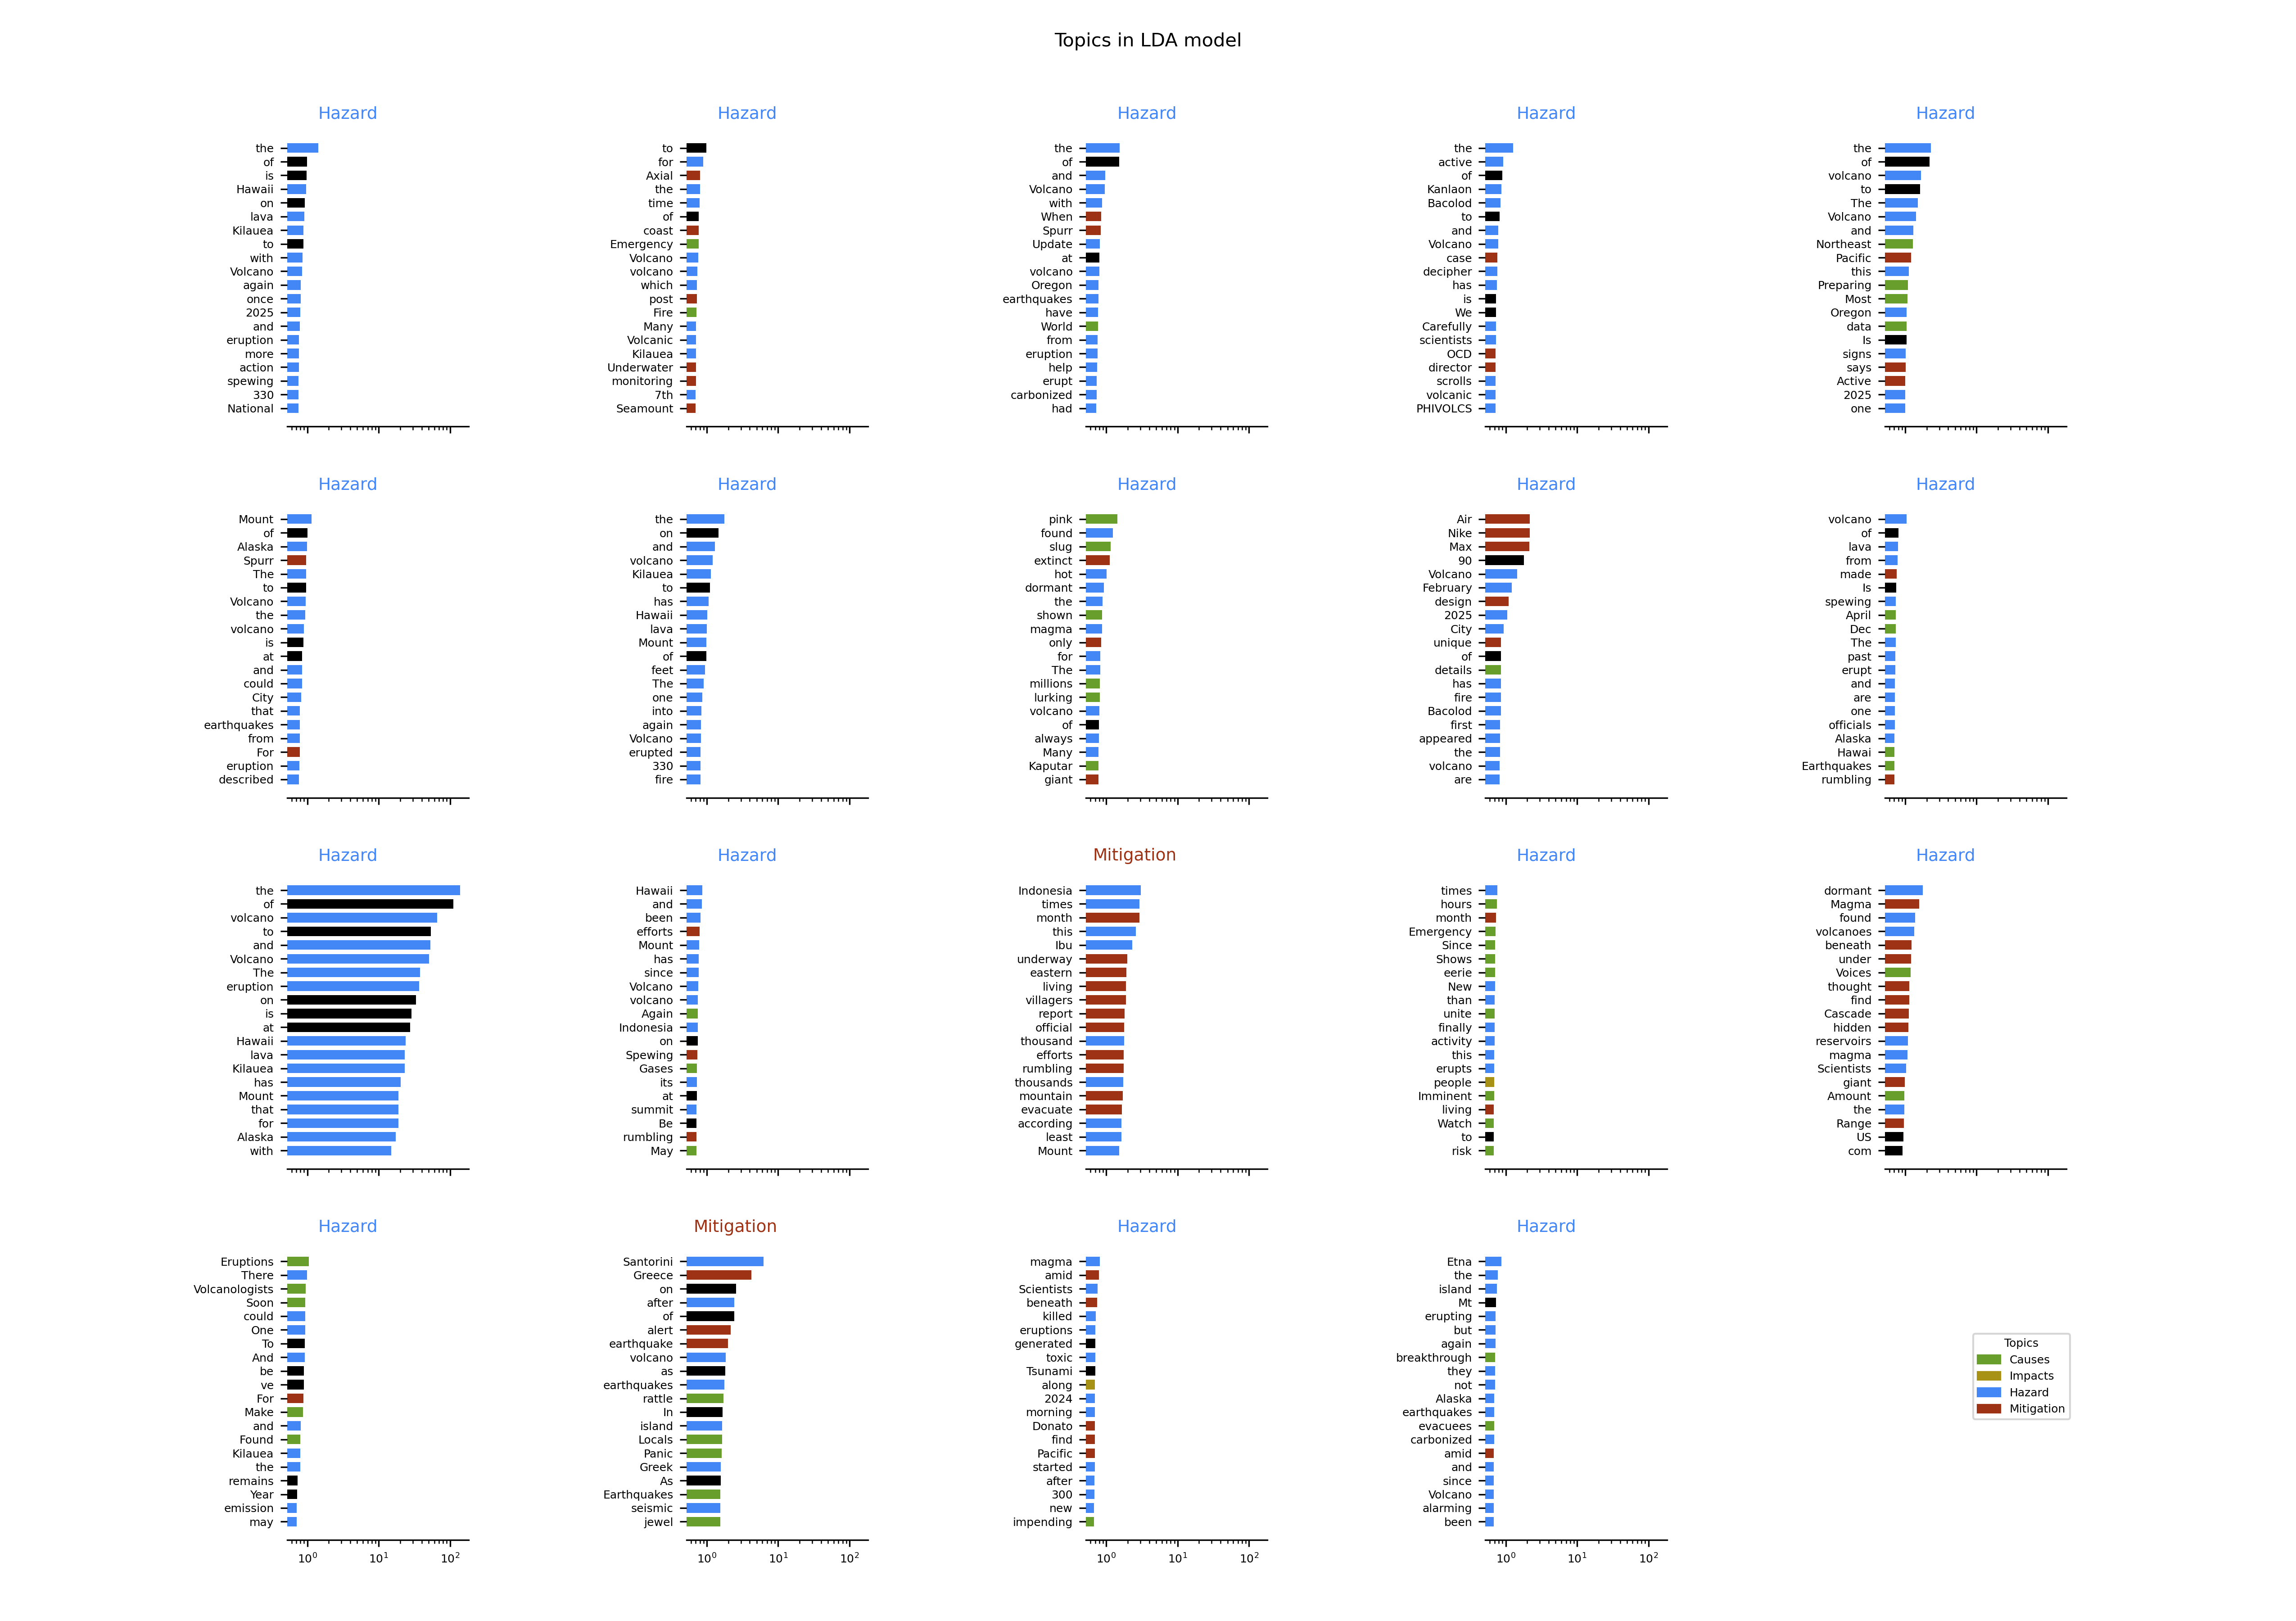 Topics in LDA model
Hazard
the
of
is
Hawaii
on
lava
Kilauea
to
with
Volcano
again
once
2025
and
eruption
more
action
spewing
330
National
Hazard
to
for
Axial
the
time
of
coast
Emergency
Volcano
volcano
which
post
Fire
Many
Volcanic
Kilauea
Underwater
monitoring
7th
Seamount
Hazard
the
of
and
Volcano
with
When
Spurr
Update
at
volcano
Oregon
earthquakes
have
World
from
eruption
help
erupt
carbonized
had
Hazard
the
active
of
Kanlaon
Bacolod
to
and
Volcano
case
decipher
has
is
We
Carefully
scientists
OCD
director
scrolls
volcanic
PHIVOLCS
Hazard
the
of
volcano
to
The
Volcano
and
Northeast
Pacific
this
Preparing
Most
Oregon
data
Is
signs
says
Active
2025
one
Hazard
Mount
of
Alaska
Spurr
The
to
Volcano
the
volcano
is
at
and
could
City
that
earthquakes
from
For
eruption
described
Hazard
the
on
and
volcano
Kilauea
to
has
Hawaii
lava
Mount
of
feet
The
one
into
again
Volcano
erupted
330
fire
Hazard
pink
found
slug
extinct
hot
dormant
the
shown
magma
only
for
The
millions
lurking
volcano
of
always
Many
Kaputar
giant
Hazard
Air
Nike
Max
90
Volcano
February
design
2025
City
unique
of
details
has
fire
Bacolod
first
appeared
the
volcano
are
Hazard
volcano
of
lava
from
made
Is
spewing
April
Dec
The
past
erupt
and
are
one
officials
Alaska
Hawai
Earthquakes
rumbling
Hazard
the
of
volcano
to
and
Volcano
The
eruption
on
is
at
Hawaii
lava
Kilauea
has
Mount
that
for
Alaska
with
Hazard
Hawaii
and
been
efforts
Mount
has
since
Volcano
volcano
Again
Indonesia
on
Spewing
Gases
its
at
summit
Be
rumbling
May
Mitigation
Indonesia
times
month
this
Ibu
underway
eastern
living
villagers
report
official
thousand
efforts
rumbling
thousands
mountain
evacuate
according
least
Mount
Hazard
times
hours
month
Emergency
Since
Shows
eerie
New
than
unite
finally
activity
this
erupts
people
Imminent
living
Watch
to
risk
Hazard
dormant
Magma
found
volcanoes
beneath
under
Voices
thought
find
Cascade
hidden
reservoirs
magma
Scientists
giant
Amount
the
Range
US
com
Hazard
Eruptions
There
Volcanologists
Soon
could
One
To
And
be
ve
For
Make
and
Found
Kilauea
the
remains
Year
emission
may
10⁰ 10¹ 10²
Mitigation
Santorini
Greece
on
after
of
alert
earthquake
volcano
as
earthquakes
rattle
In
island
Locals
Panic
Greek
As
Earthquakes
seismic
jewel
10⁰ 10¹ 10²
Hazard
magma
amid
Scientists
beneath
killed
eruptions
generated
toxic
Tsunami
along
2024
morning
Donato
find
Pacific
started
after
300
new
impending
10⁰ 10¹ 10²
Hazard
Etna
the
island
Mt
erupting
but
again
breakthrough
they
not
Alaska
earthquakes
evacuees
carbonized
amid
and
since
Volcano
alarming
been
10⁰ 10¹ 10²
Topics
Causes
Impacts
Hazard
Mitigation